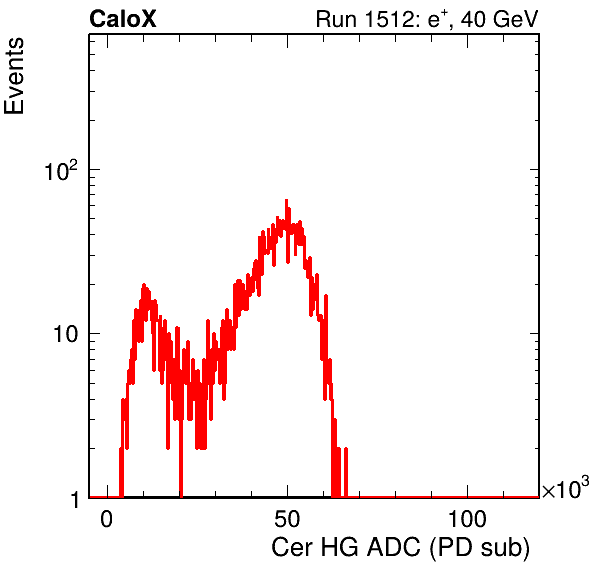 CaloX Run 1512: e⁺, 40 GeV
Events
10²
10
1
0 50 100 ×10³
Cer HG ADC (PD sub)